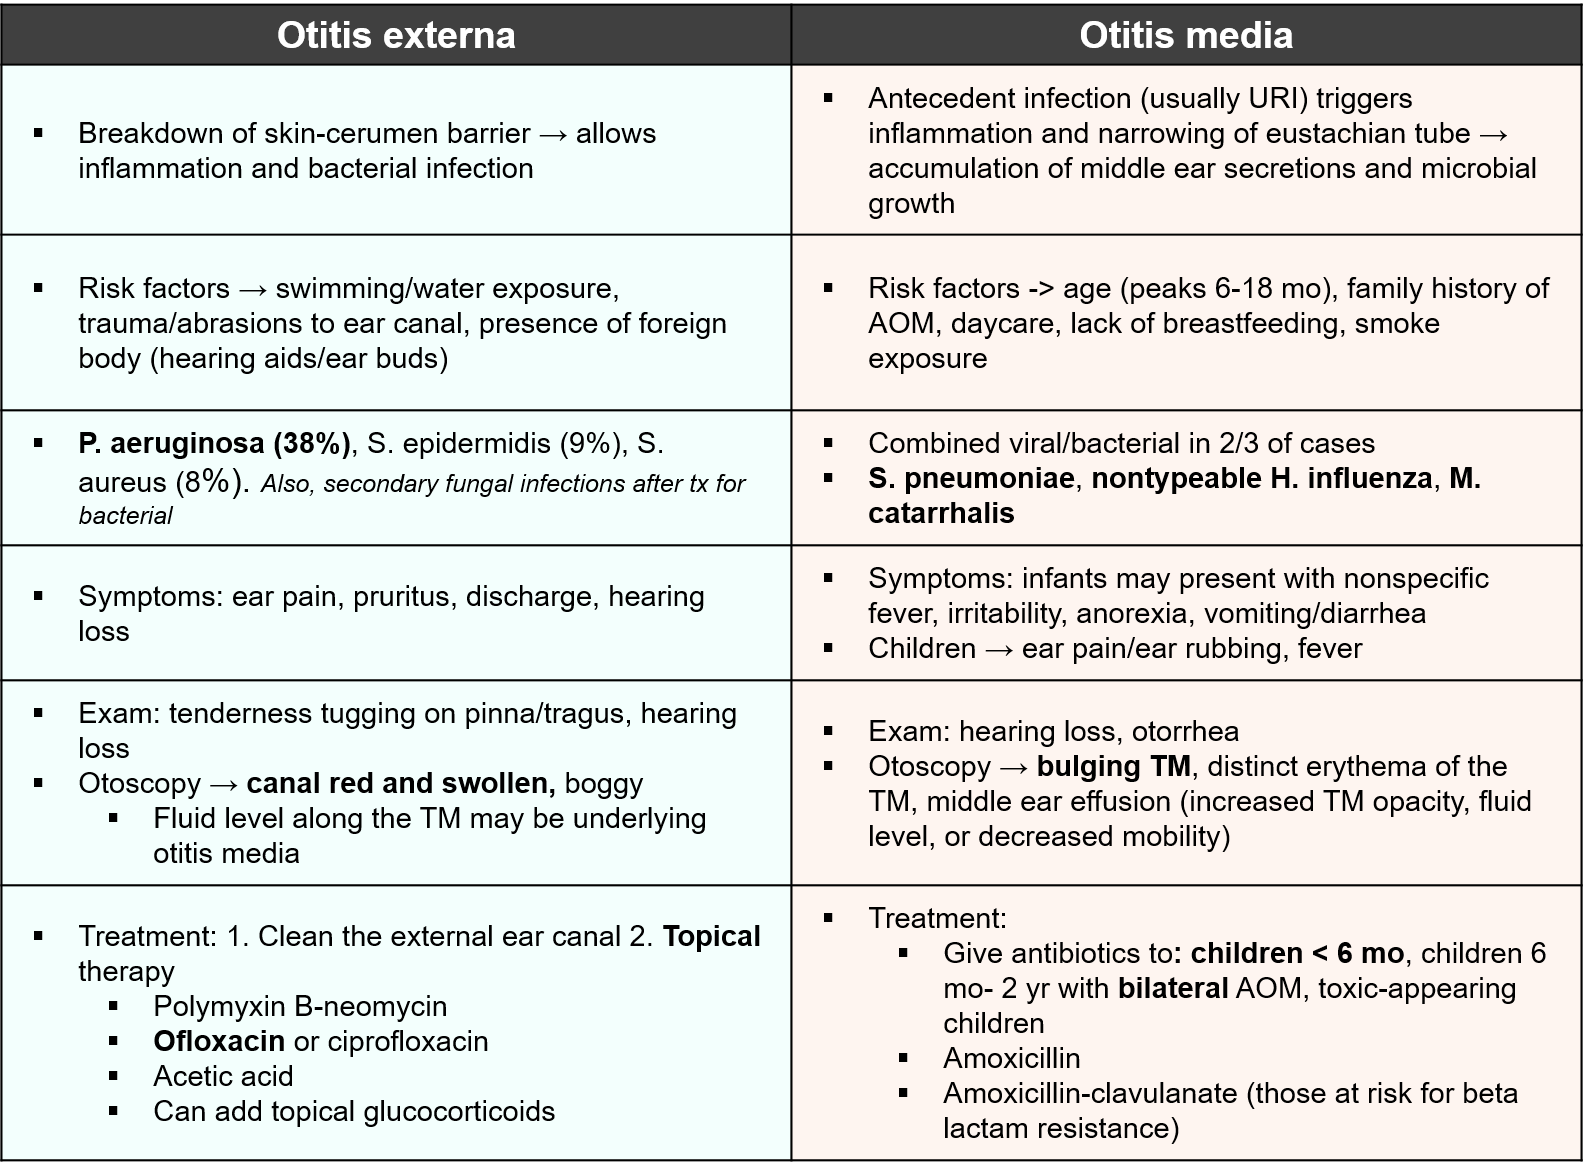 Otitis externa
Otitis media
▪ Breakdown of skin-cerumen barrier → allows
inflammation and bacterial infection
▪ Antecedent infection (usually URI) triggers
inflammation and narrowing of eustachian tube →
accumulation of middle ear secretions and microbial
growth
▪ Risk factors → swimming/water exposure,
trauma/abrasions to ear canal, presence of foreign
body (hearing aids/ear buds)
▪ Risk factors -> age (peaks 6-18 mo), family history of
AOM, daycare, lack of breastfeeding, smoke
exposure
▪ P. aeruginosa (38%), S. epidermidis (9%), S.
aureus (8%). Also, secondary fungal infections after tx for
bacterial
▪ Combined viral/bacterial in 2/3 of cases
▪ S. pneumoniae, nontypeable H. influenza, M.
catarrhalis
▪ Symptoms: ear pain, pruritus, discharge, hearing
loss
▪ Symptoms: infants may present with nonspecific
fever, irritability, anorexia, vomiting/diarrhea
▪ Children → ear pain/ear rubbing, fever
▪ Exam: tenderness tugging on pinna/tragus, hearing
loss
▪ Otoscopy → canal red and swollen, boggy
▪ Fluid level along the TM may be underlying
otitis media
▪ Exam: hearing loss, otorrhea
▪ Otoscopy → bulging TM, distinct erythema of the
TM, middle ear effusion (increased TM opacity, fluid
level, or decreased mobility)
▪ Treatment: 1. Clean the external ear canal 2. Topical
therapy
▪ Polymyxin B-neomycin
▪ Ofloxacin or ciprofloxacin
▪ Acetic acid
▪ Can add topical glucocorticoids
▪ Treatment:
▪ Give antibiotics to: children < 6 mo, children 6
mo- 2 yr with bilateral AOM, toxic-appearing
children
▪ Amoxicillin
▪ Amoxicillin-clavulanate (those at risk for beta
lactam resistance)